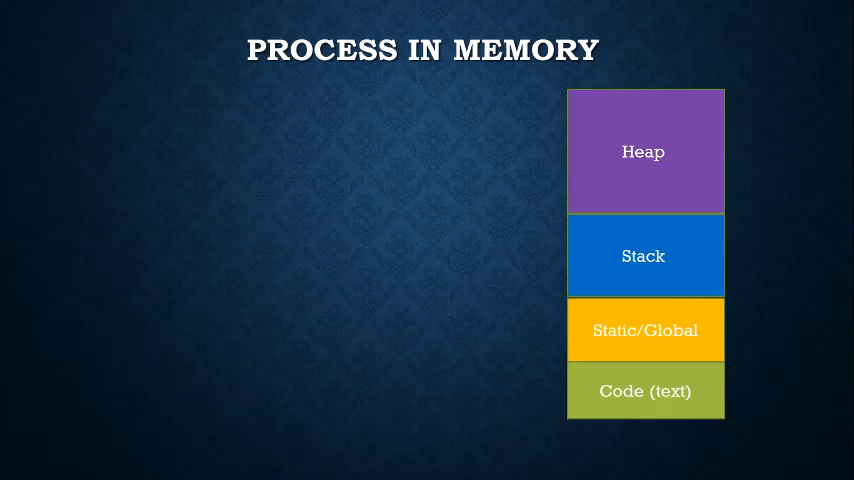 PROCESS IN MEMORY
Heap
Stack
Static/Global
Code (text)